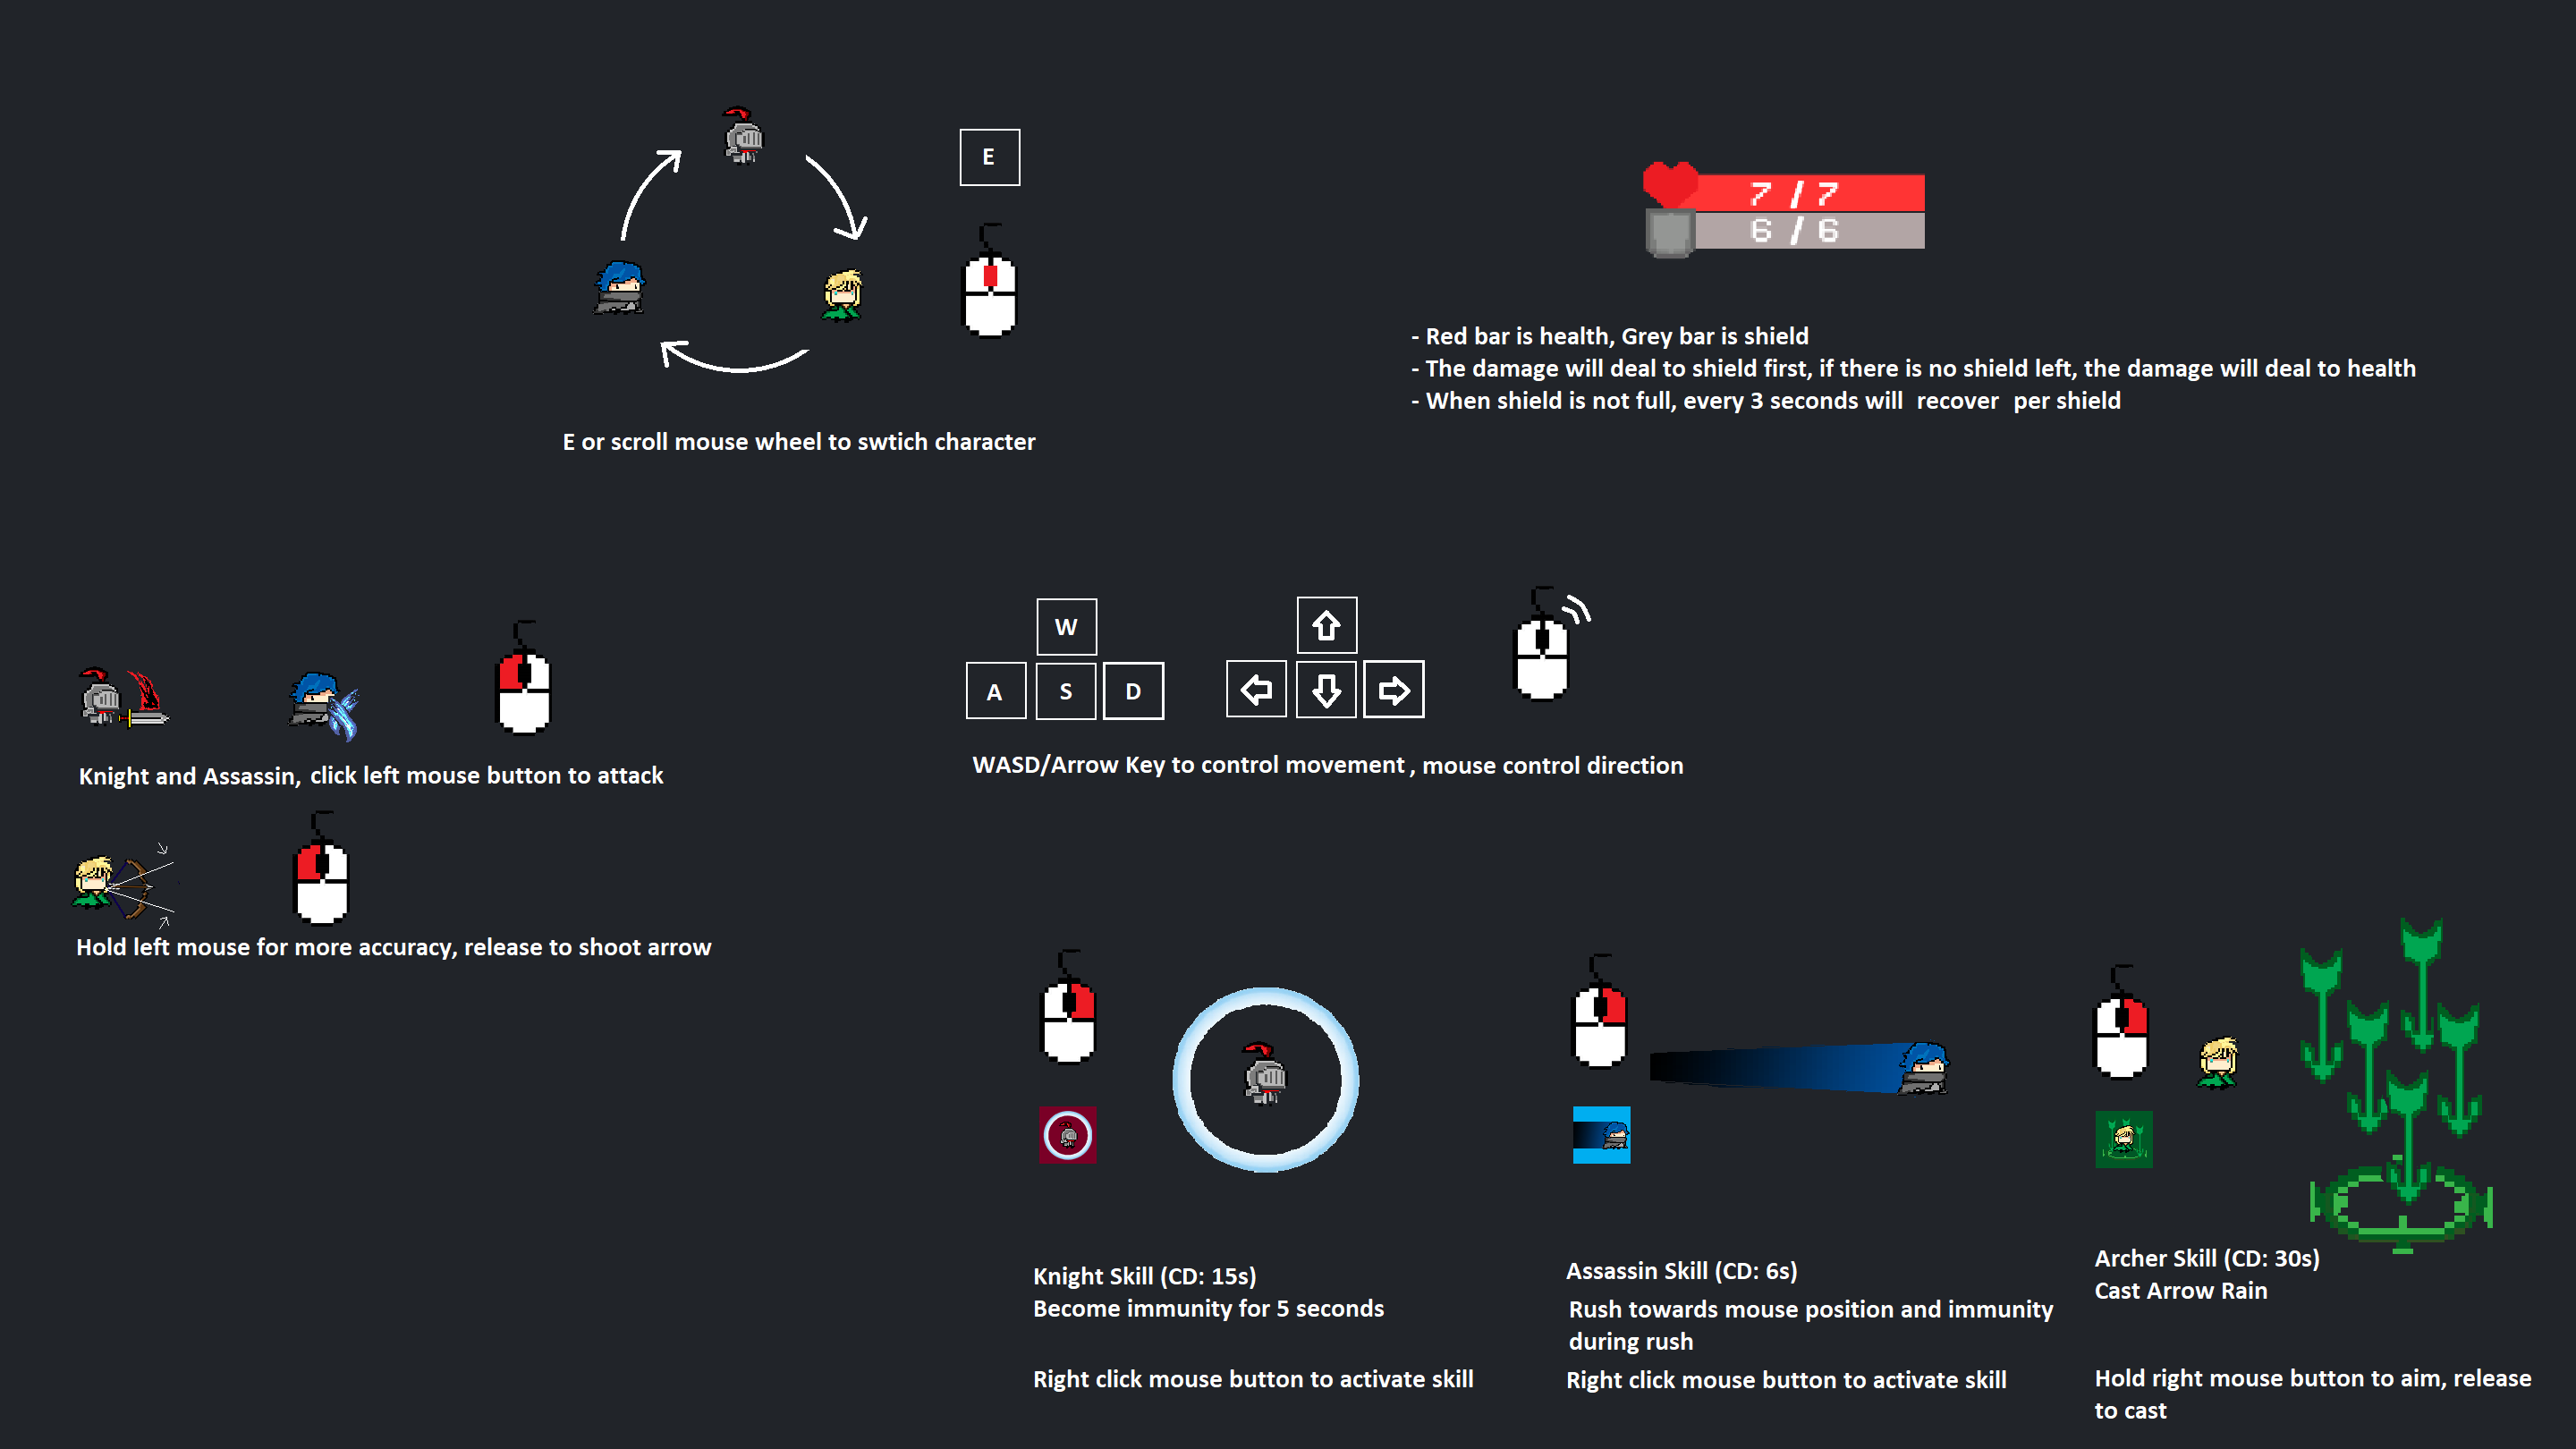 E
7 / 7
6 / 6
- Red bar is health, Grey bar is shield
- The damage will deal to shield first, if there is no shield left, the damage will deal to health
- When shield is not full, every 3 seconds will recover per shield
E or scroll mouse wheel to swtich character
W
A S D
Knight and Assassin, click left mouse button to attack
WASD/Arrow Key to control movement , mouse control direction
Hold left mouse for more accuracy, release to shoot arrow
Knight Skill (CD: 15s)
Become immunity for 5 seconds
Right click mouse button to activate skill
Assassin Skill (CD: 6s)
Rush towards mouse position and immunity
during rush
Right click mouse button to activate skill
Archer Skill (CD: 30s)
Cast Arrow Rain
Hold right mouse button to aim, release
to cast